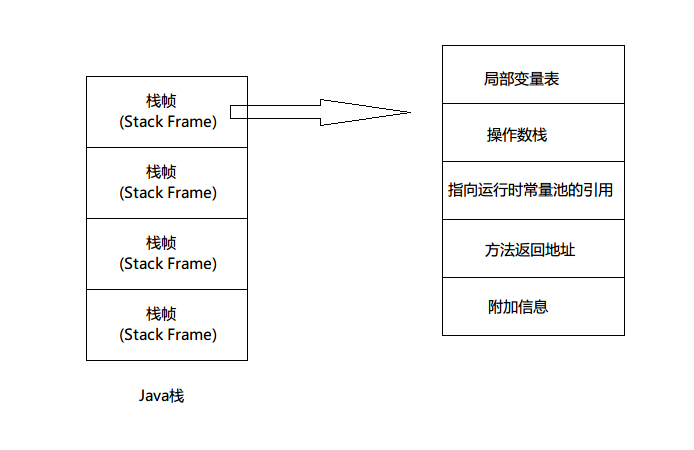 栈帧
(Stack Frame)
栈帧
(Stack Frame)
栈帧
(Stack Frame)
栈帧
(Stack Frame)
Java栈
局部变量表
操作数栈
指向运行时常量池的引用
方法返回地址
附加信息